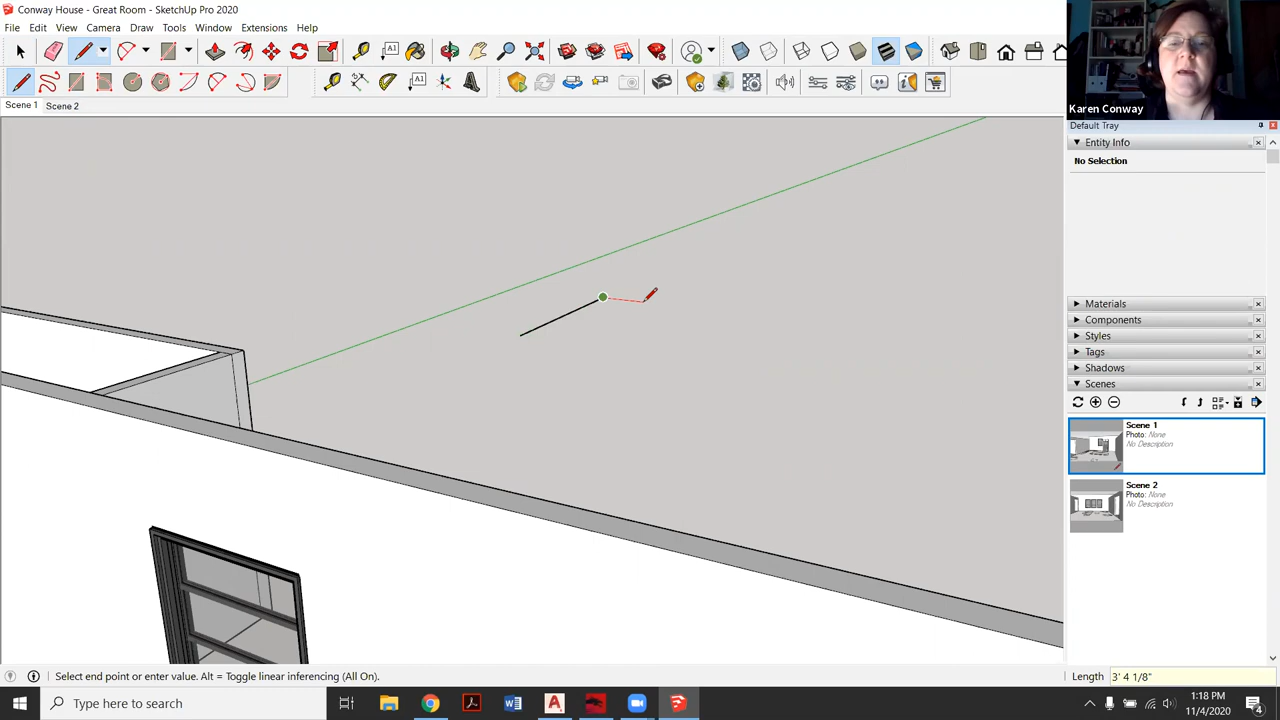 Conway House - Great Room - SketchUp Pro 2020
File Edit View Camera Draw Tools Window Extensions Help
Scene 1 Scene 2
Karen Conway
Default Tray
Entity Info
No Selection
Materials
Components
Styles
Tags
Shadows
Scenes
Scene 1
Photo: None
No Description
Scene 2
Photo: None
No Description
Select end point or enter value. Alt = Toggle linear inferencing (All On).
Length 3' 4 1/8"
Type here to search
1:18 PM
11/4/2020
4